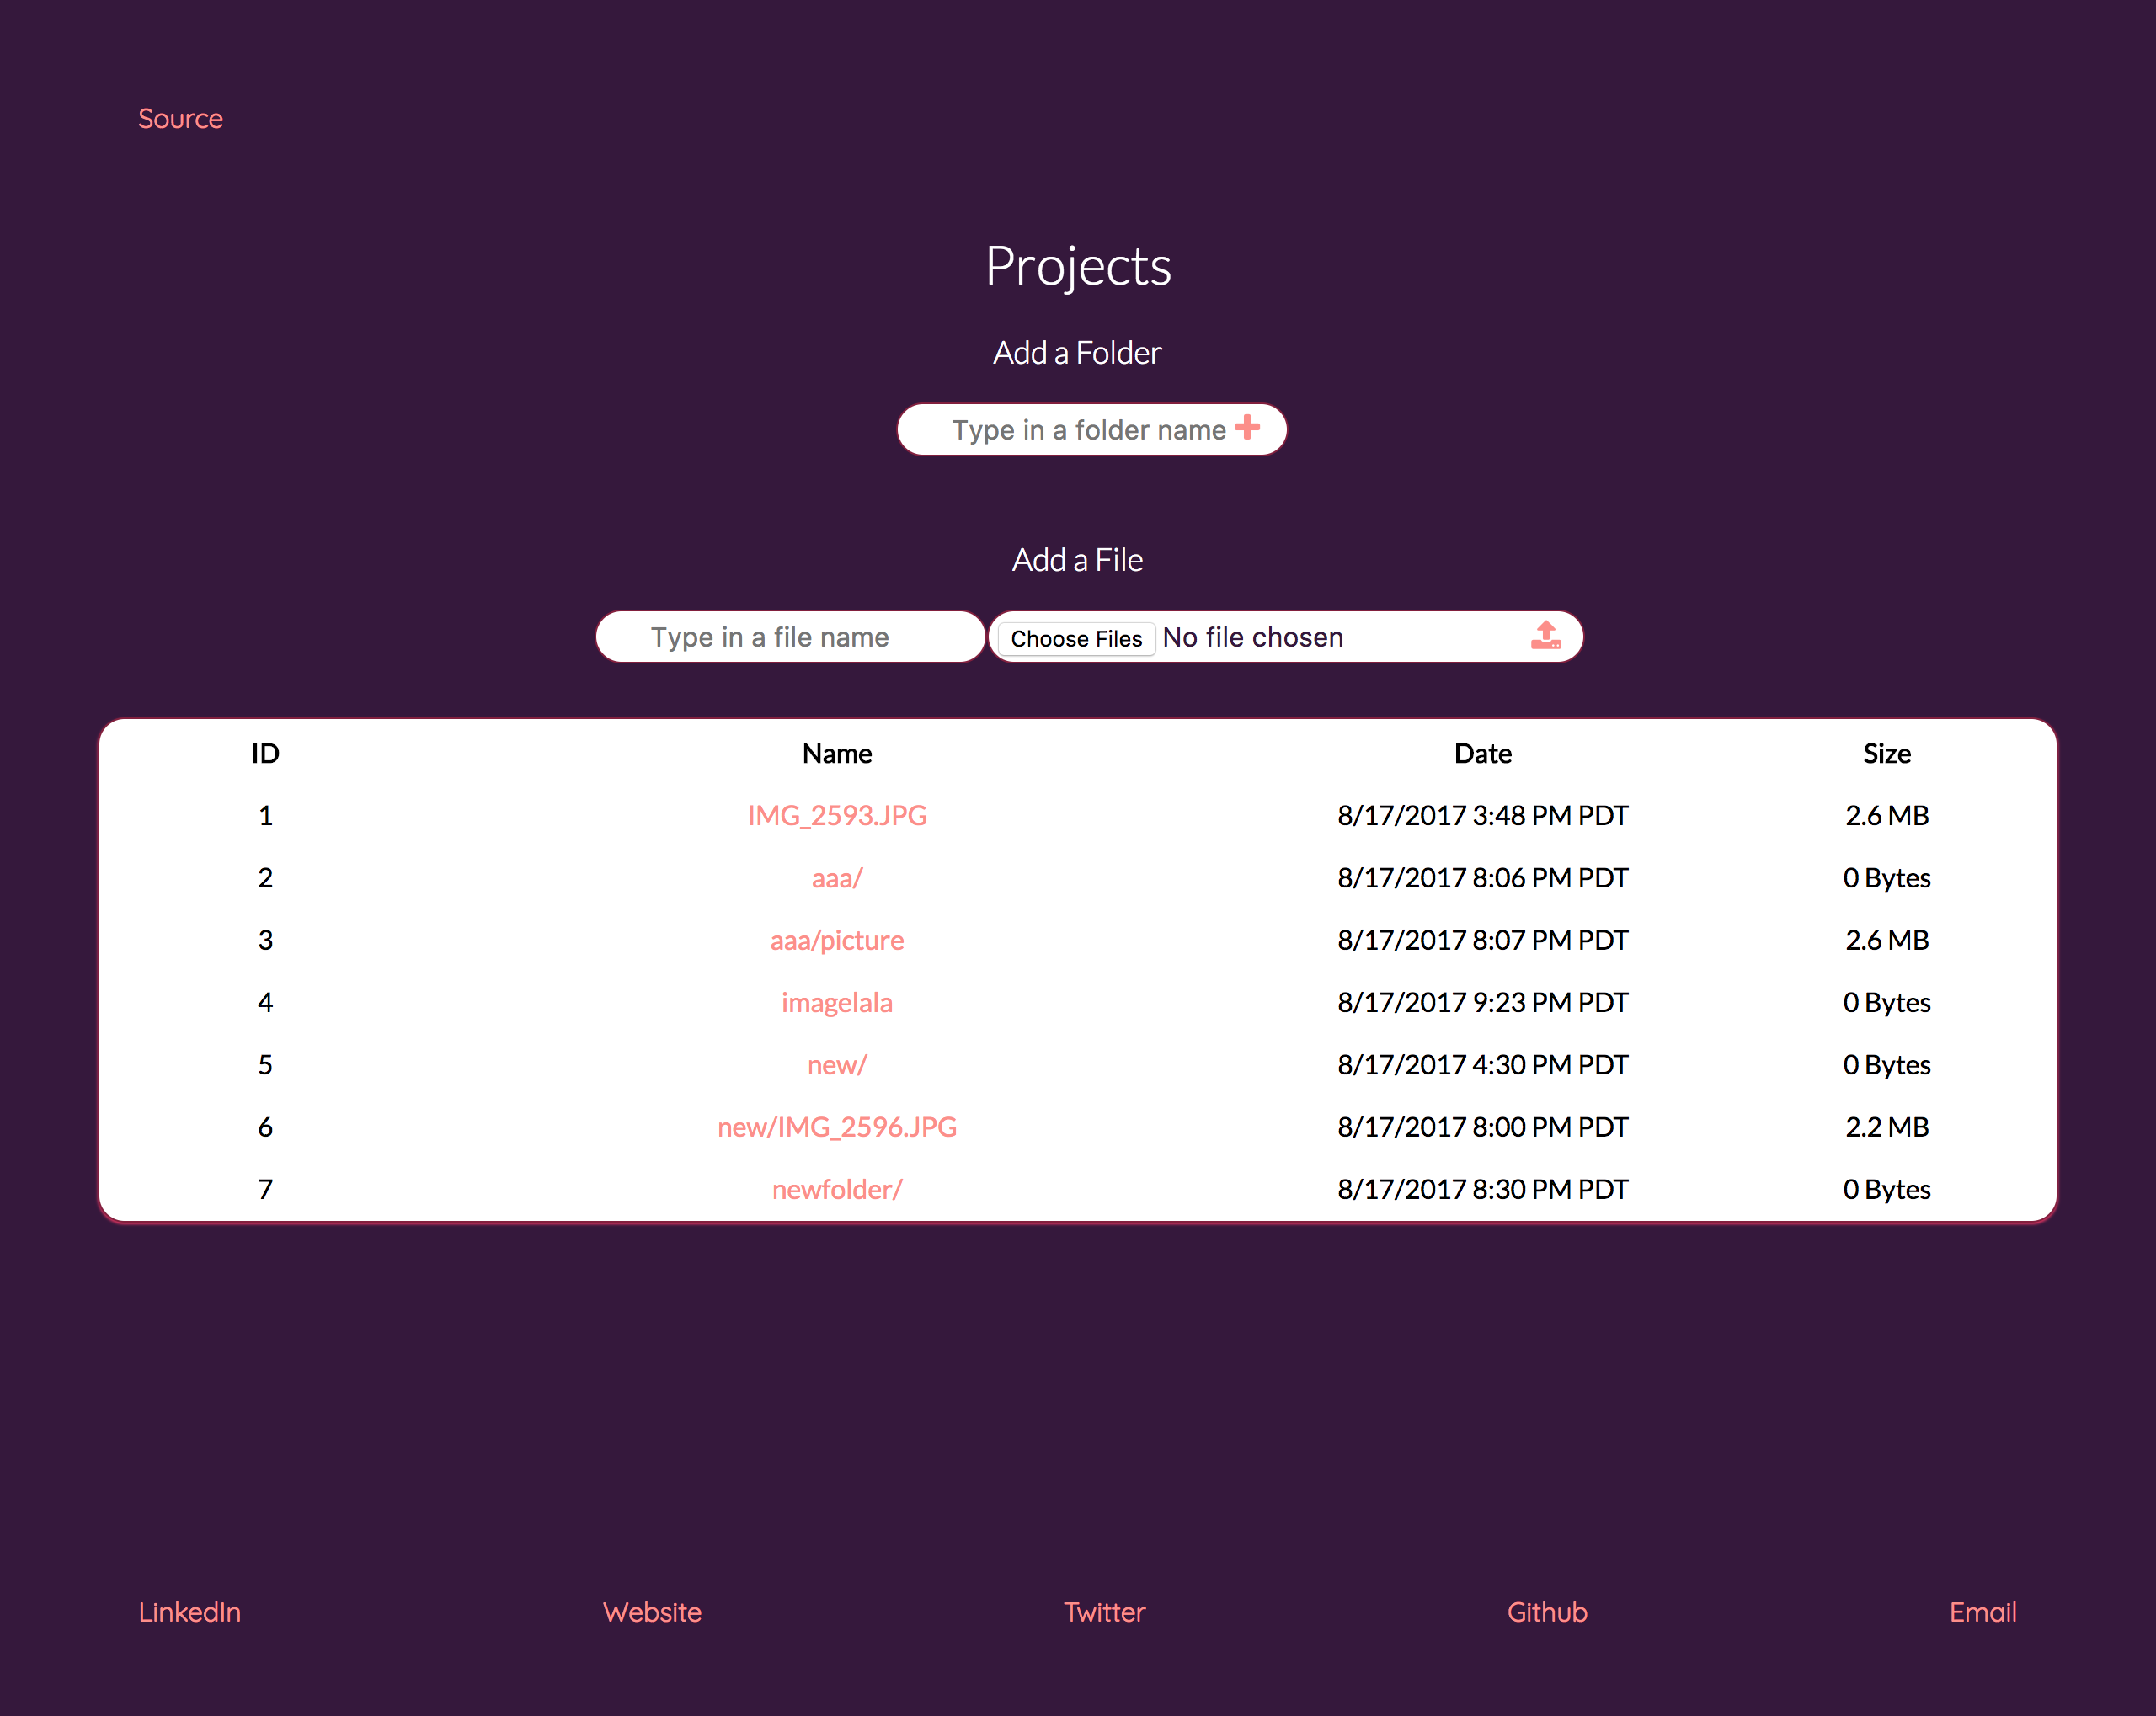 Source
Projects
Add a Folder
Type in a folder name
Add a File
Type in a file name Choose Files No file chosen
ID Name Date Size
1 IMG_2593.JPG 8/17/2017 3:48 PM PDT 2.6 MB
2 aaa/ 8/17/2017 8:06 PM PDT 0 Bytes
3 aaa/picture 8/17/2017 8:07 PM PDT 2.6 MB
4 imagelala 8/17/2017 9:23 PM PDT 0 Bytes
5 new/ 8/17/2017 4:30 PM PDT 0 Bytes
6 new/IMG_2596.JPG 8/17/2017 8:00 PM PDT 2.2 MB
7 newfolder/ 8/17/2017 8:30 PM PDT 0 Bytes
LinkedIn Website Twitter Github Email